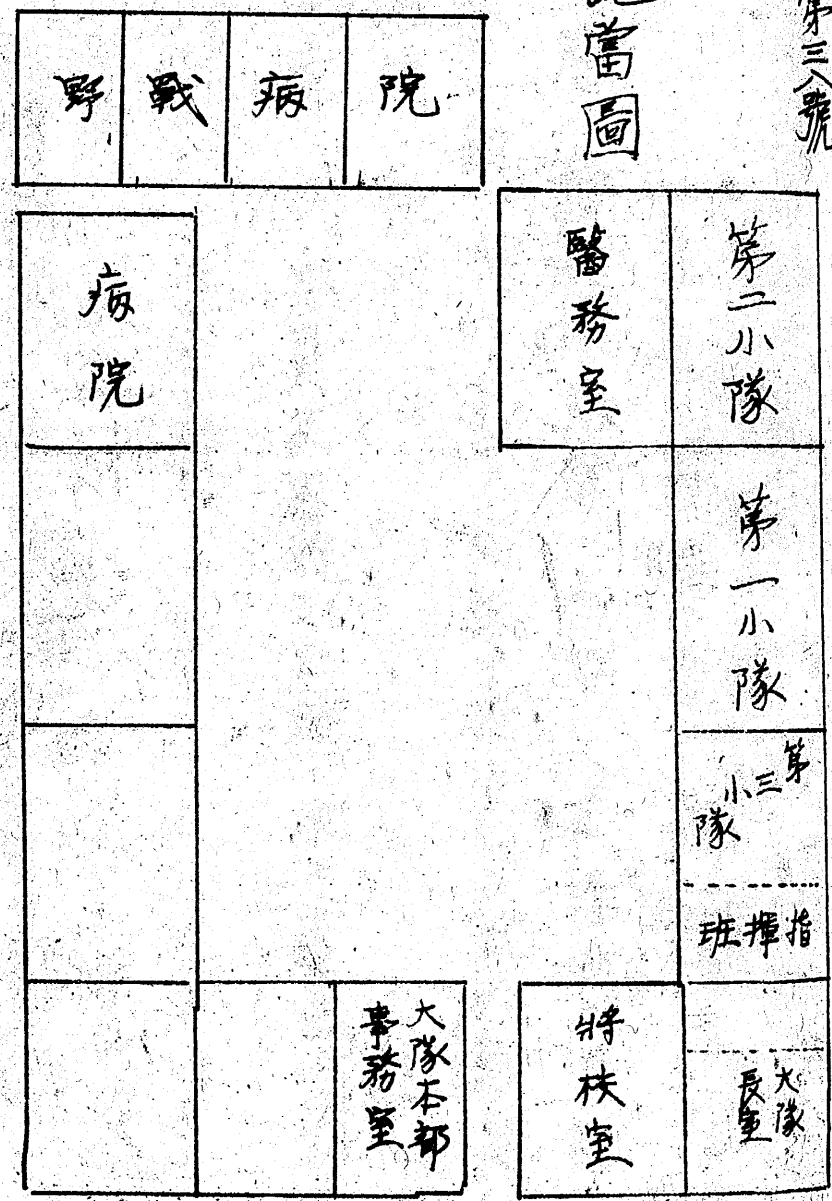 第三八號
當圖
野戰病院
病院
醫務室
第二小隊
第一小隊
第三小隊
指揮班
大隊本部
事務室
將校室
大隊
長室